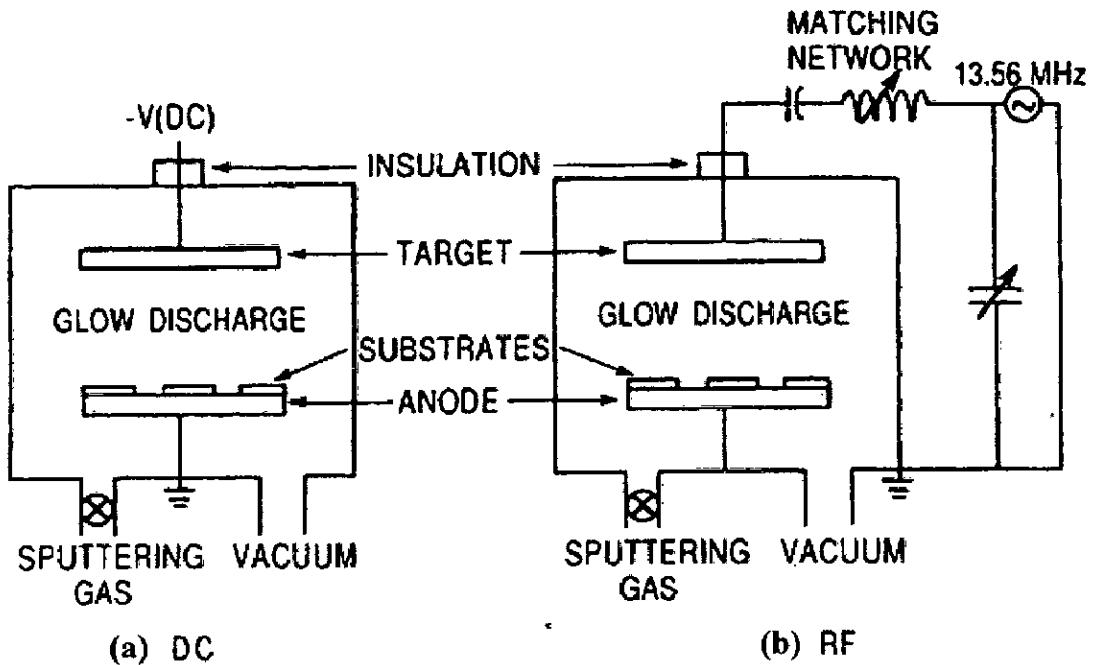 MATCHING
NETWORK
13.56 MHz
-V(DC)
INSULATION
TARGET
GLOW DISCHARGE
GLOW DISCHARGE
SUBSTRATES
ANODE
SPUTTERING
GAS
VACUUM
SPUTTERING
GAS
VACUUM
(a) DC
(b) RF